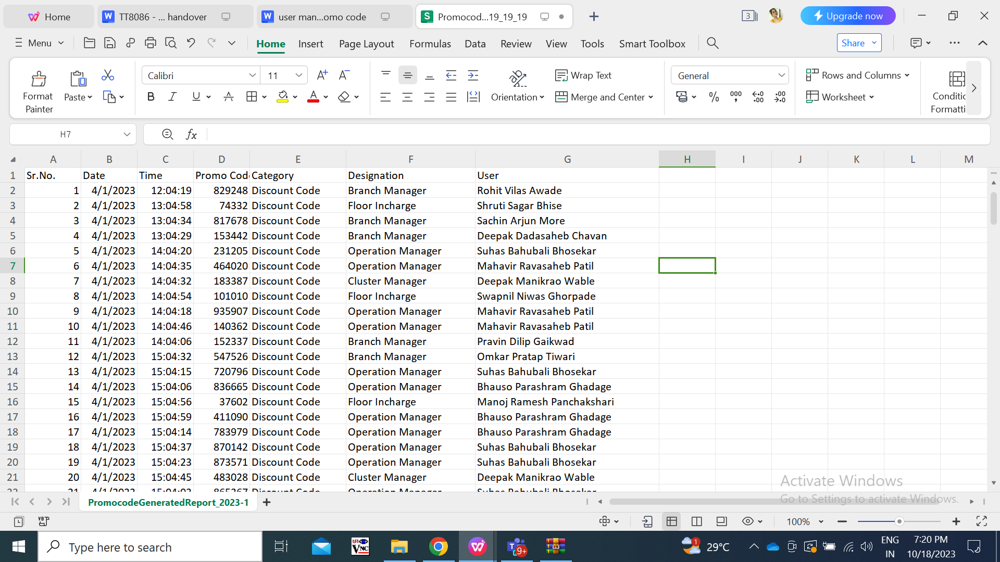 Home
TT8086 - ... handover
user man...omo code
Promocod...19_19_19
3
Upgrade now
Menu
Home Insert Page Layout Formulas Data Review View Tools Smart Toolbox
Share
Format Painter
Paste
Calibri 11
Orientation
Wrap Text
Merge and Center
General
Rows and Columns
Worksheet
Conditic
Formatti
H7
fx
A B C D E F G H I J K L M
1 Sr.No. Date Time Promo Cod Category Designation User
2 1 4/1/2023 12:04:19 829248 Discount Code Branch Manager Rohit Vilas Awade
3 2 4/1/2023 13:04:58 74332 Discount Code Floor Incharge Shruti Sagar Bhise
4 3 4/1/2023 13:04:34 817678 Discount Code Branch Manager Sachin Arjun More
5 4 4/1/2023 13:04:29 153442 Discount Code Branch Manager Deepak Dadasaheb Chavan
6 5 4/1/2023 14:04:20 231205 Discount Code Operation Manager Suhas Bahubali Bhosekar
7 6 4/1/2023 14:04:35 464020 Discount Code Operation Manager Mahavir Ravasaheb Patil
8 7 4/1/2023 14:04:32 183387 Discount Code Cluster Manager Deepak Manikrao Wable
9 8 4/1/2023 14:04:54 101010 Discount Code Floor Incharge Swapnil Niwas Ghorpade
10 9 4/1/2023 14:04:18 935907 Discount Code Operation Manager Mahavir Ravasaheb Patil
11 10 4/1/2023 14:04:46 140362 Discount Code Operation Manager Mahavir Ravasaheb Patil
12 11 4/1/2023 14:04:06 152337 Discount Code Branch Manager Pravin Dilip Gaikwad
13 12 4/1/2023 15:04:32 547526 Discount Code Branch Manager Omkar Pratap Tiwari
14 13 4/1/2023 15:04:15 720796 Discount Code Operation Manager Suhas Bahubali Bhosekar
15 14 4/1/2023 15:04:06 836665 Discount Code Operation Manager Bhauso Parashram Ghadage
16 15 4/1/2023 15:04:56 37602 Discount Code Floor Incharge Manoj Ramesh Panchakshari
17 16 4/1/2023 15:04:59 411090 Discount Code Operation Manager Bhauso Parashram Ghadage
18 17 4/1/2023 15:04:14 783979 Discount Code Operation Manager Bhauso Parashram Ghadage
19 18 4/1/2023 15:04:37 870142 Discount Code Operation Manager Suhas Bahubali Bhosekar
20 19 4/1/2023 15:04:23 873571 Discount Code Operation Manager Suhas Bahubali Bhosekar
21 20 4/1/2023 15:04:45 483028 Discount Code Cluster Manager Deepak Manikrao Wable
Activate Windows
Go to Settings to activate Windows.
PromocodeGeneratedReport_2023-1
100%
Type here to search
9+
1
29°C
ENG
IN
7:20 PM
10/18/2023